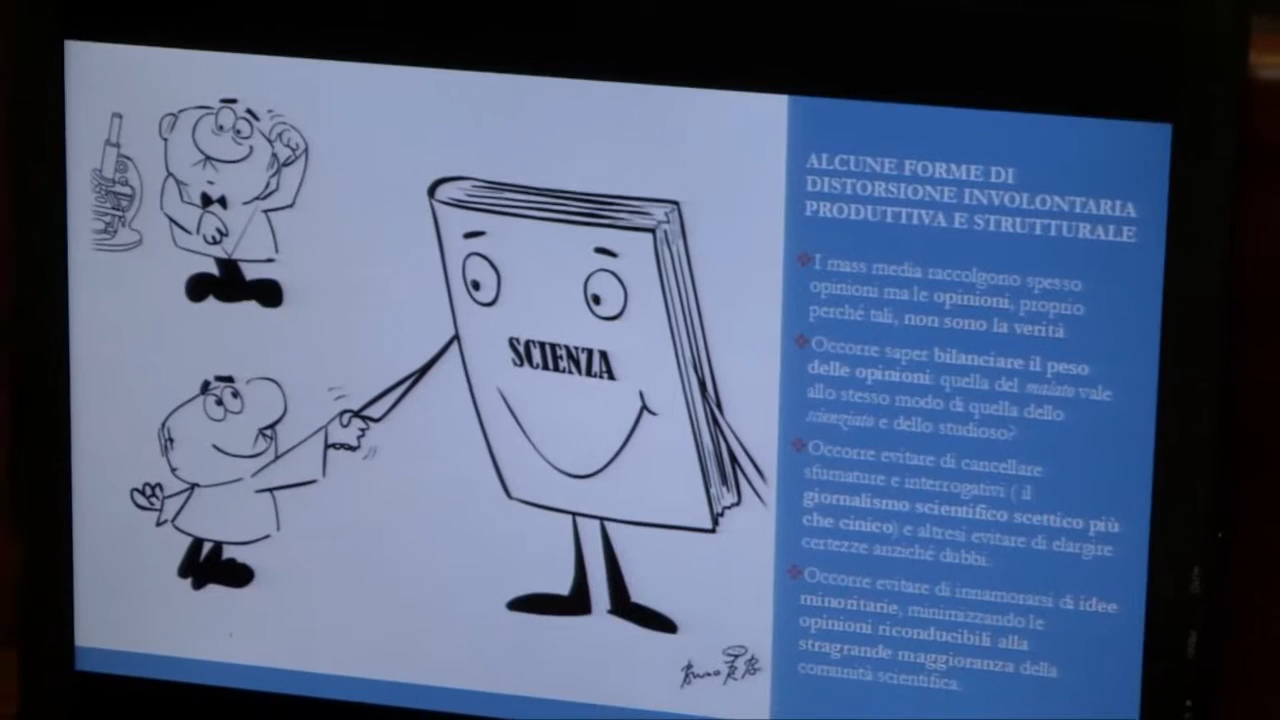 SCIENZA
ALCUNE FORME DI
DISTORSIONE INVOLONTARIA
PRODUTTIVA E STRUTTURALE
I mass media raccolgono spesso
opinioni ma le opinioni, proprio
perché tali, non sono la verità
Occorre saper bilanciare il peso
delle opinioni: quella del malato vale
allo stesso modo di quella dello
scienziato e dello studioso?
Occorre evitare di cancellare
sfumature e interrogativi ( il
giornalismo scientifico scettico più
che cinico) e altresì evitare di elargire
certezze anziché dubbi.
Occorre evitare di innamorarsi di idee
minoritarie, minimizzando le
opinioni riconducibili alla
stragrande maggioranza della
comunità scientifica.